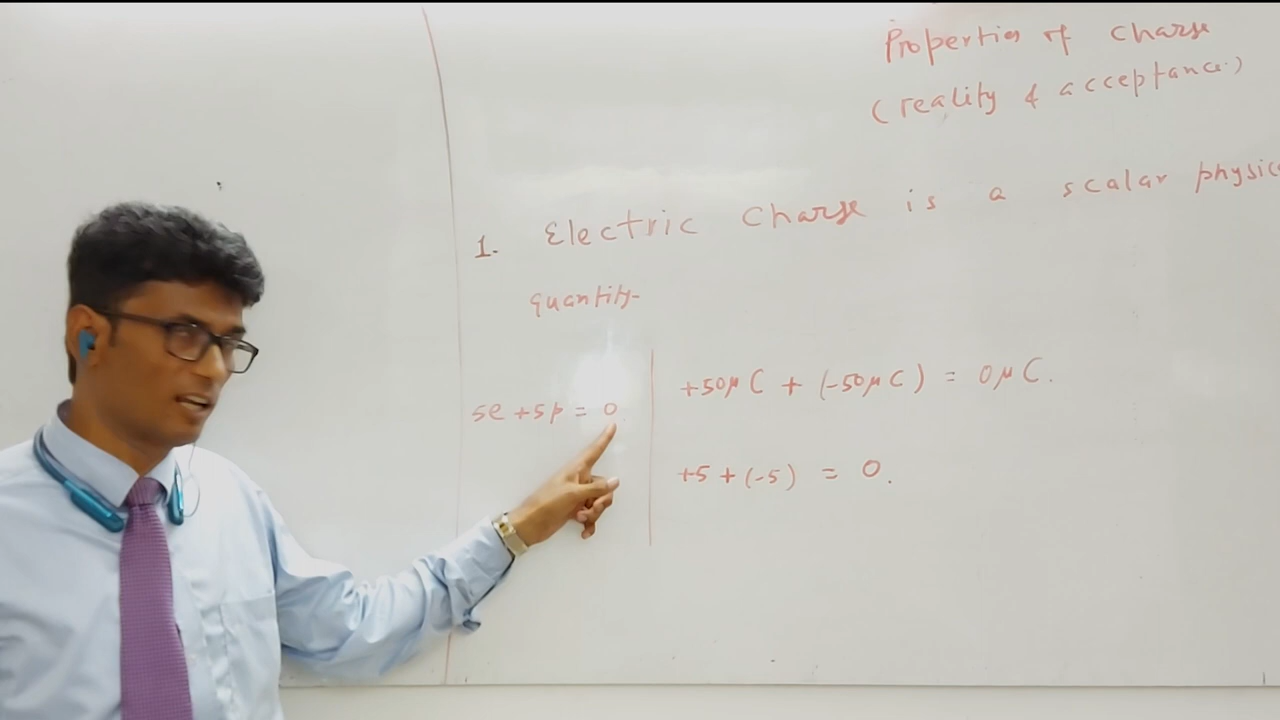 Properties of charge
(reality & acceptance.)
1. Electric charge is a scalar physic
quantity-
5e +5p = 0
+50μC + (-50μC) = 0μC.
+5 + (-5) = 0.